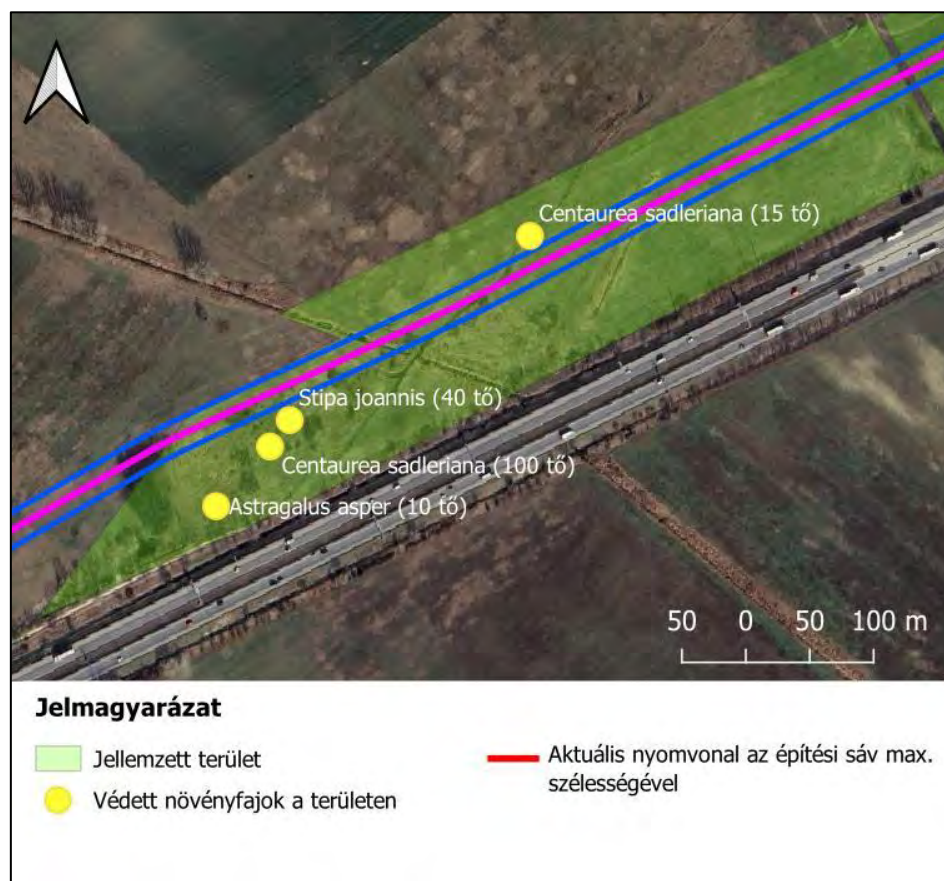 Centaurea sadleriana (15 tő)
Stipa joannis (40 tő)
Centaurea sadleriana (100 tő)
Astragalus asper (10 tő)
50 0 50 100 m
Jelmagyarázat
Jellemzett terület
Védett növényfajok a területen
Aktuális nyomvonal az építési sáv max.
szélességével